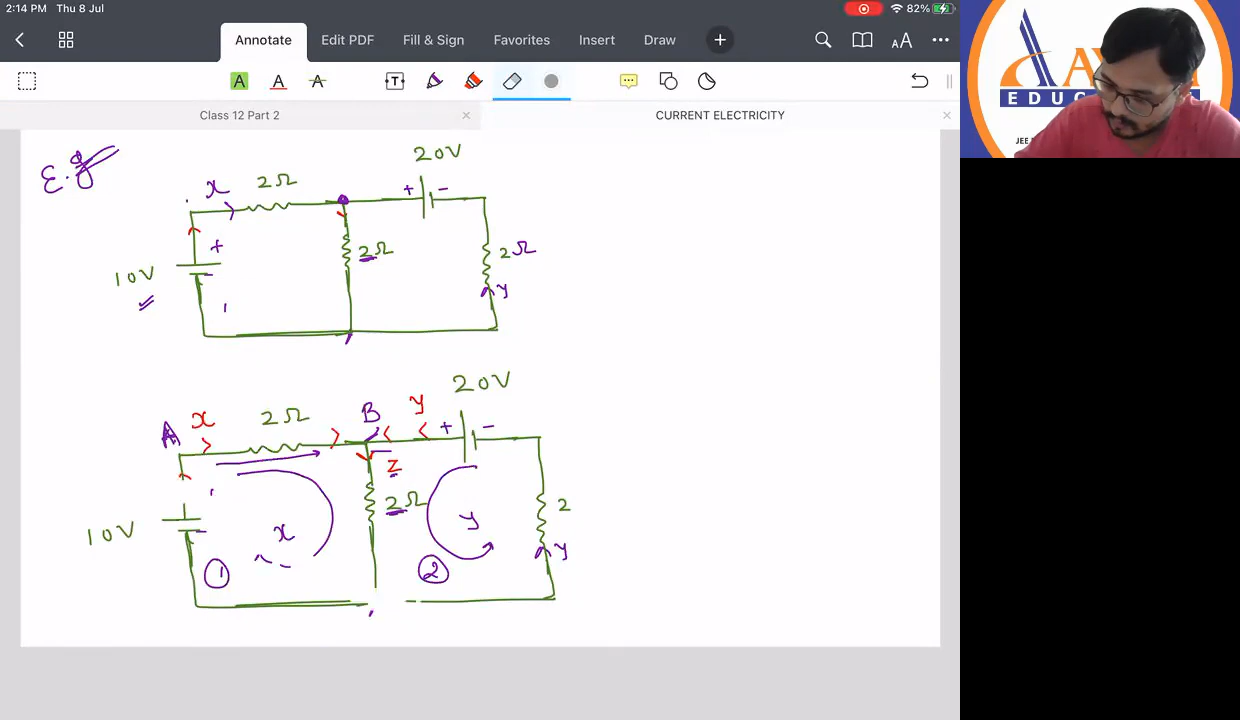 2:14 PM Thu 8 Jul
82%
Annotate Edit PDF Fill & Sign Favorites Insert Draw
Class 12 Part 2
CURRENT ELECTRICITY
EDUC
JEE
E.g
20V
x 2Ω
+ -
+
2Ω
2Ω
10V
-
y
20V
A x 2Ω B y + -
z
2Ω
2
10V
-
x
y
y
1
2